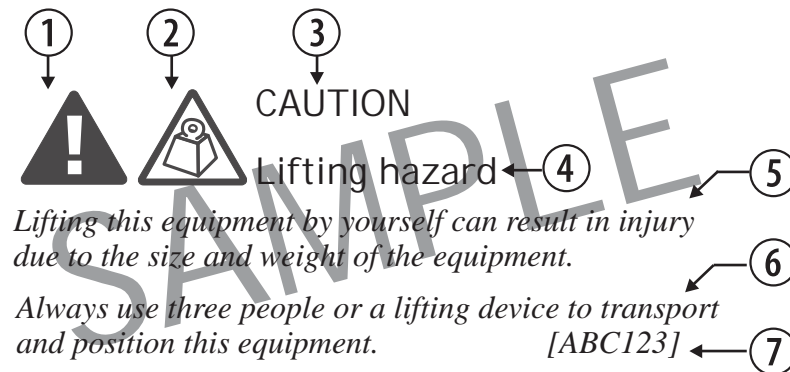 1 2 3
CAUTION
Lifting hazard 4
5
Lifting this equipment by yourself can result in injury
due to the size and weight of the equipment.
6
Always use three people or a lifting device to transport
and position this equipment. [ABC123] 7
SAMPLE